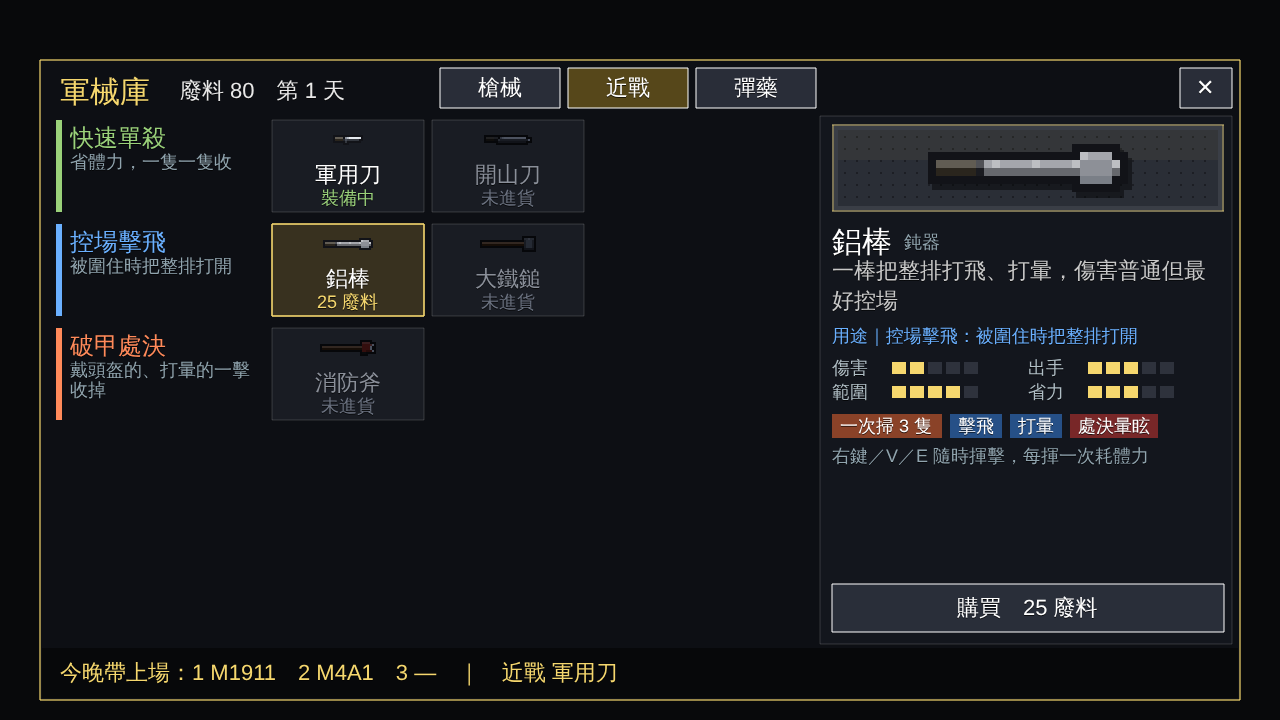 軍械庫 廢料 80 第 1 天 槍械 近戰 彈藥 ×
快速單殺
省體力，一隻一隻收
軍用刀
裝備中
開山刀
未進貨
控場擊飛
被圍住時把整排打開
鋁棒
25 廢料
大鐵鎚
未進貨
破甲處決
戴頭盔的、打暈的一擊
收掉
消防斧
未進貨
鋁棒 鈍器
一棒把整排打飛、打暈，傷害普通但最
好控場
用途｜控場擊飛：被圍住時把整排打開
傷害 出手
範圍 省力
一次掃 3 隻 擊飛 打暈 處決暈眩
右鍵／V／E 隨時揮擊，每揮一次耗體力
購買 25 廢料
今晚帶上場：1 M1911 2 M4A1 3 — ｜ 近戰 軍用刀